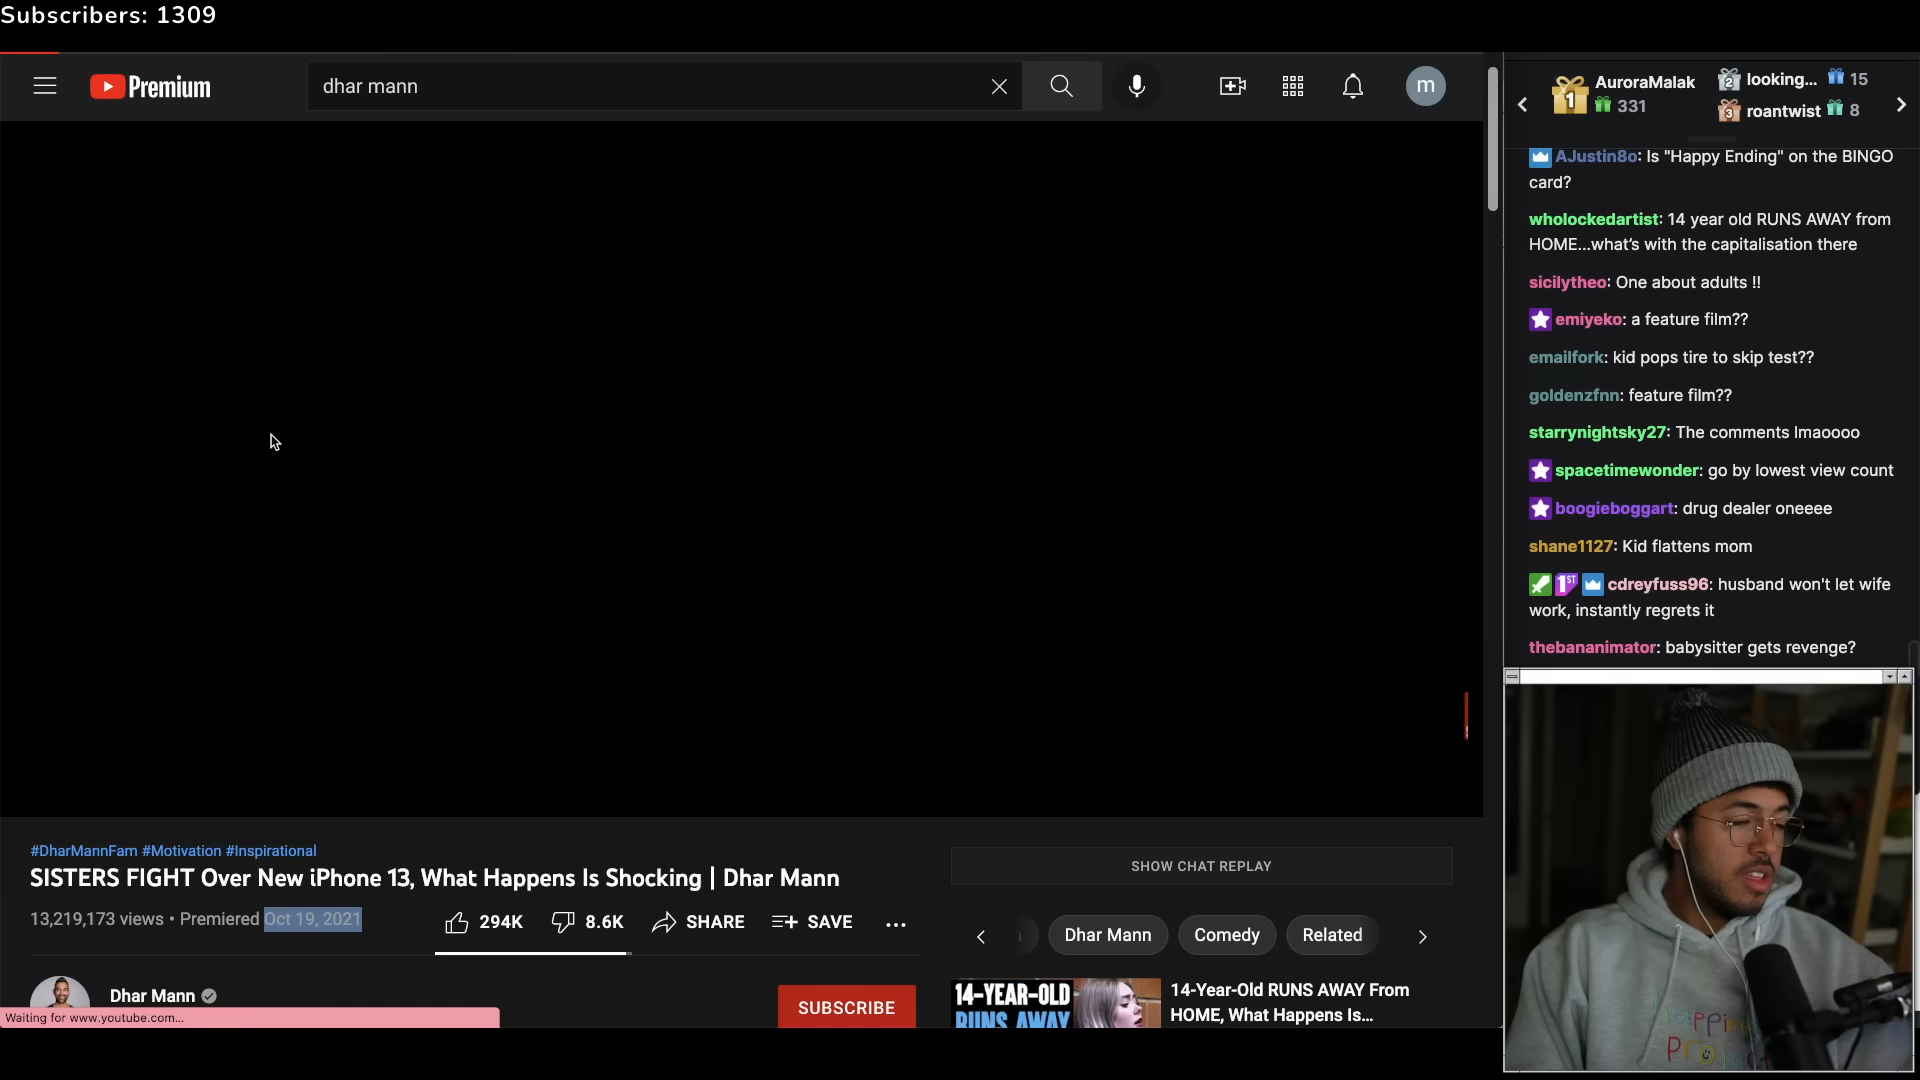 Subscribers: 1309
Premium
dhar mann
m
1
AuroraMalak
331
2
looking...
15
3
roantwist
8
AJustin8o: Is "Happy Ending" on the BINGO
card?
wholockedartist: 14 year old RUNS AWAY from
HOME...what's with the capitalisation there
sicilytheo: One about adults !!
emiyeko: a feature film??
emailfork: kid pops tire to skip test??
goldenzfnn: feature film??
starrynightsky27: The comments lmaoooo
spacetimewonder: go by lowest view count
boogieboggart: drug dealer oneeee
shane1127: Kid flattens mom
1ST cdreyfuss96: husband won't let wife
work, instantly regrets it
thebananimator: babysitter gets revenge?
#DharMannFam #Motivation #Inspirational
SISTERS FIGHT Over New iPhone 13, What Happens Is Shocking | Dhar Mann
13,219,173 views • Premiered Oct 19, 2021
294K
8.6K
SHARE
SAVE
Dhar Mann
SUBSCRIBE
Waiting for www.youtube.com...
SHOW CHAT REPLAY
Dhar Mann
Comedy
Related
14-YEAR-OLD
RUNS AWAY
14-Year-Old RUNS AWAY From
HOME, What Happens Is...